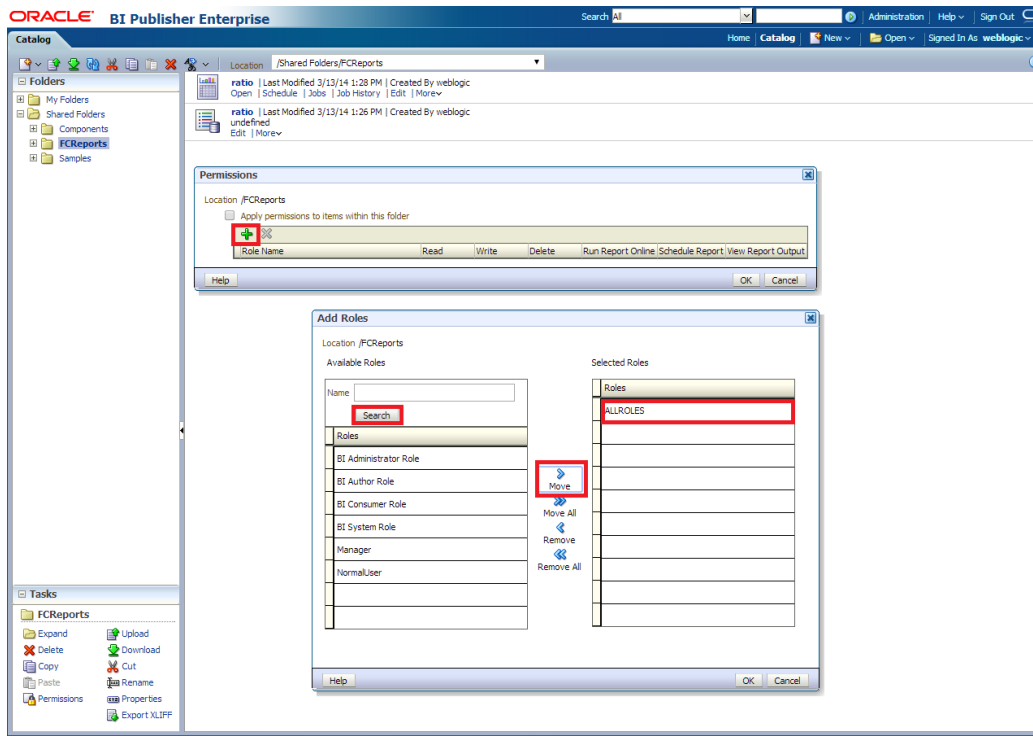 ORACLE BI Publisher Enterprise
Search All
Administration Help Sign Out
Catalog
Home Catalog New Open Signed In As weblogic
Location /Shared Folders/FCReports
Folders
My Folders
Shared Folders
Components
FCReports
Samples
ratio | Last Modified 3/13/14 1:28 PM | Created By weblogic
Open | Schedule | Jobs | Job History | Edit | More
ratio | Last Modified 3/13/14 1:26 PM | Created By weblogic
undefined
Edit | More
Permissions
Location /FCReports
Apply permissions to items within this folder
Role Name Read Write Delete Run Report Online Schedule Report View Report Output
Help OK Cancel
Add Roles
Location /FCReports
Available Roles
Name
Search
Roles
BI Administrator Role
BI Author Role
BI Consumer Role
BI System Role
Manager
NormalUser
Move
Move All
Remove
Remove All
Selected Roles
Roles
ALLROLES
Help OK Cancel
Tasks
FCReports
Expand Upload
Delete Download
Copy Cut
Paste Rename
Permissions Properties
Export XLIFF